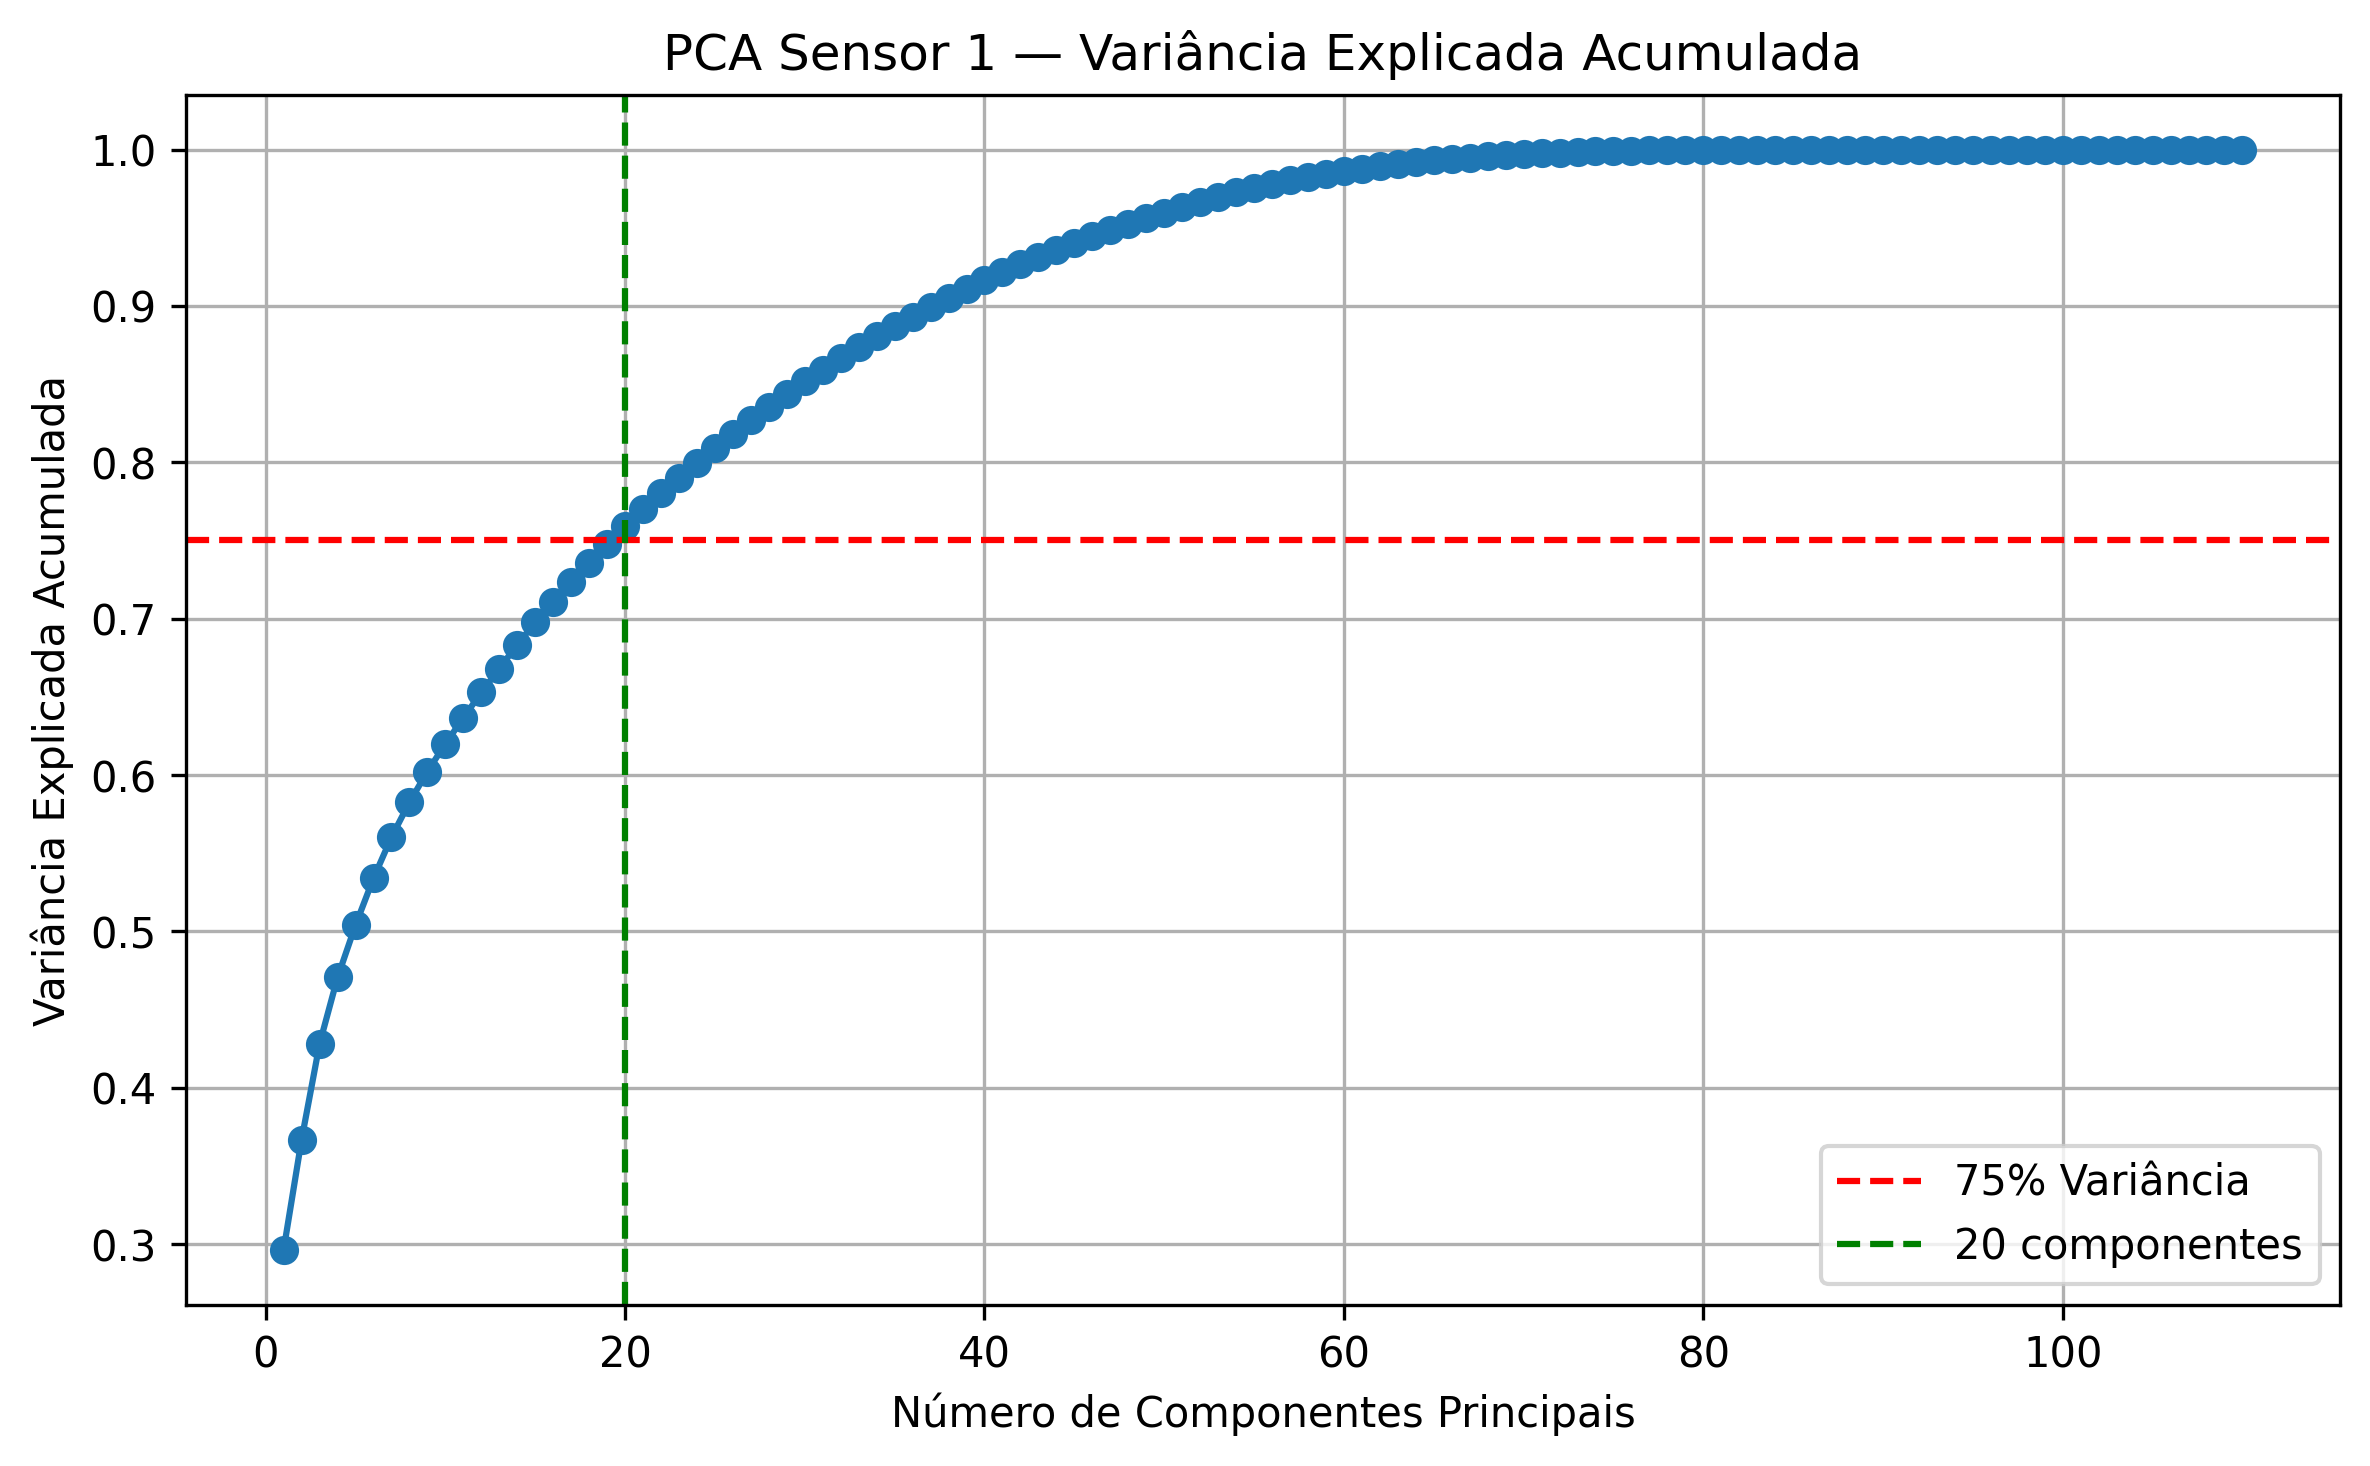 PCA Sensor 1 — Variância Explicada Acumulada
Variância Explicada Acumulada
1.0
0.9
0.8
0.7
0.6
0.5
0.4
0.3
0 20 40 60 80 100
Número de Componentes Principais
75% Variância
20 componentes